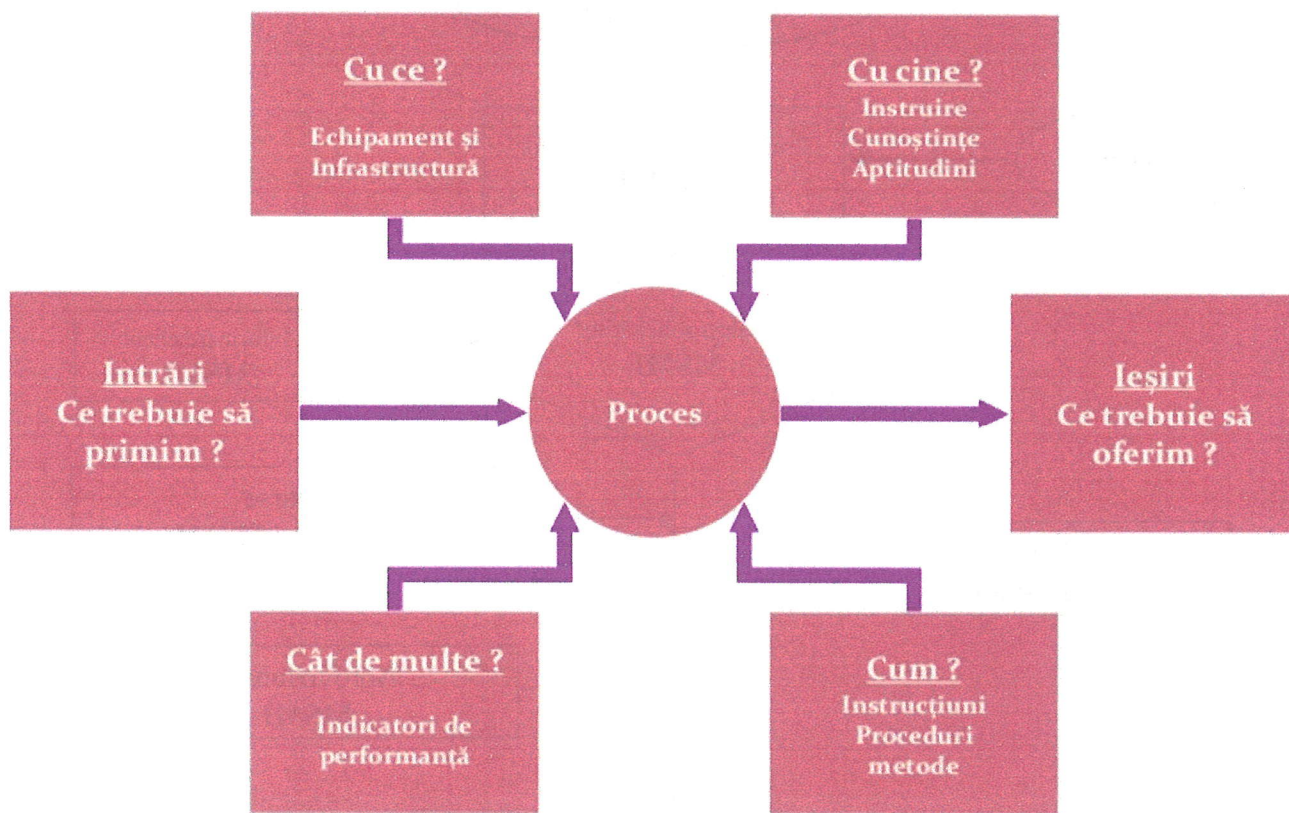 Cu ce ?
Echipament și
Infrastructură
Cu cine ?
Instruire
Cunoștințe
Aptitudini
Intrări
Ce trebuie să
primim ?
Proces
Ieșiri
Ce trebuie să
oferim ?
Cât de multe ?
Indicatori de
performanță
Cum ?
Instrucțiuni
Proceduri
metode